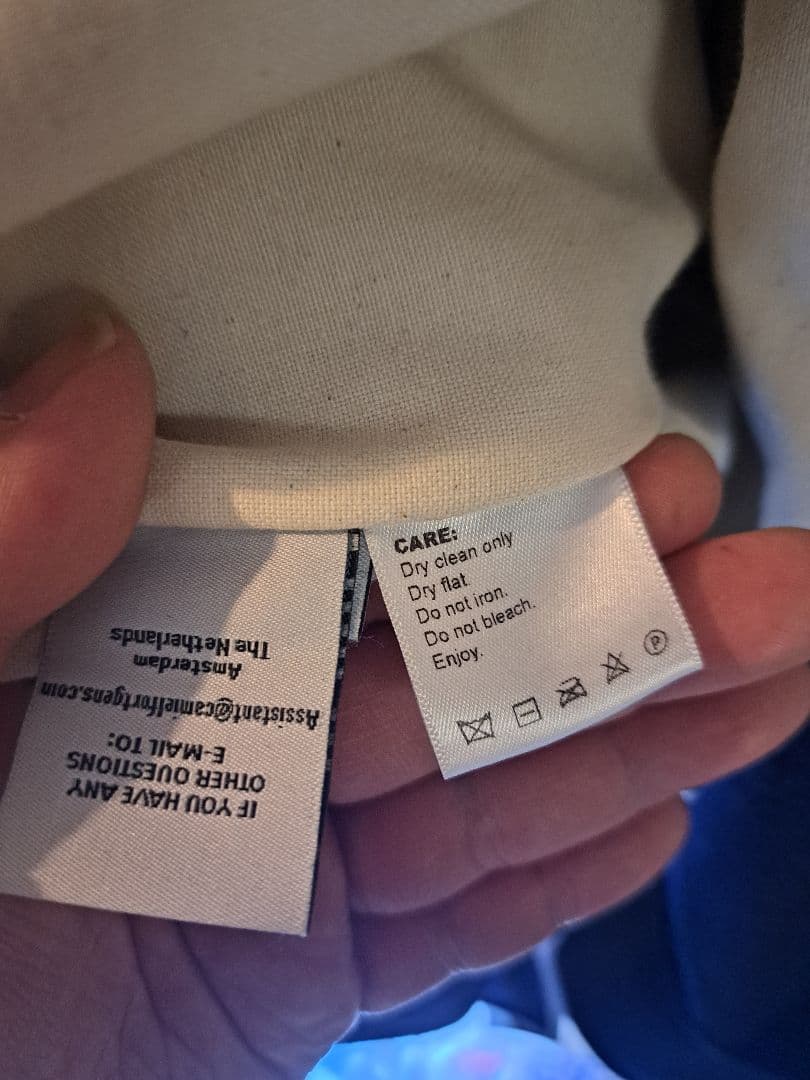 IF YOU HAVE ANY
OTHER QUESTIONS
E-MAIL TO:
Assistant@camielfortgens.com
Amsterdam
The Netherlands
CARE:
Dry clean only
Dry flat
Do not iron.
Do not bleach.
Enjoy.
P